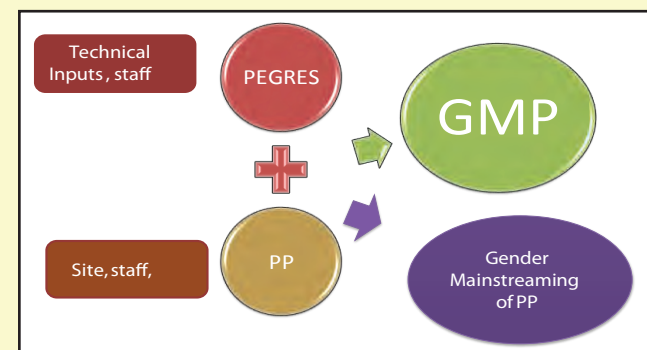 Technical
Inputs , staff
PEGRES
GMP
Site, staff,
PP
Gender
Mainstreaming
of PP